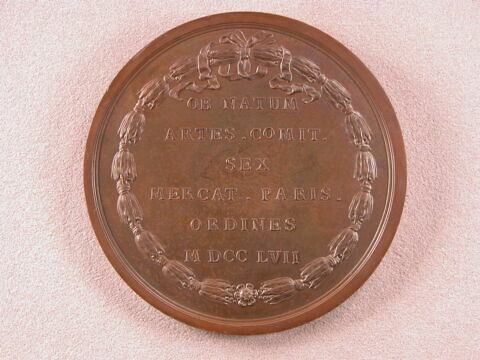 OB NATUM
ARTES . COMIT .
SEX
MERCAT . PARIS .
ORDINES
M DCC LVII